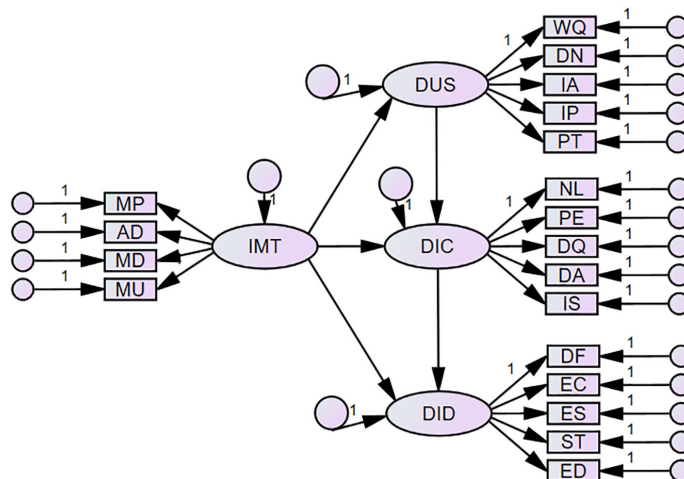 1 WQ 1
DN 1
1 DUS IA 1
IP 1
PT 1
1 MP
1 AD
1 MD
1 MU
1
IMT
1
DIC
1 NL 1
PE 1
DQ 1
DA 1
IS 1
1 DID
1 DF 1
EC 1
ES 1
ST 1
ED 1